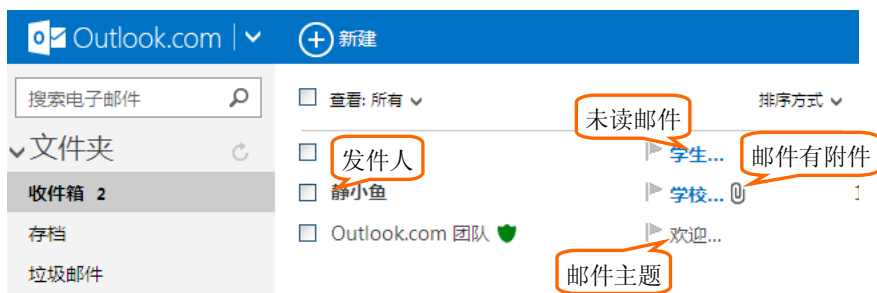 Outlook.com
新建
搜索电子邮件
查看: 所有
排序方式
未读邮件
文件夹
发件人
学生...
邮件有附件
收件箱 2
静小鱼
学校...
存档
Outlook.com 团队
欢迎...
垃圾邮件
邮件主题